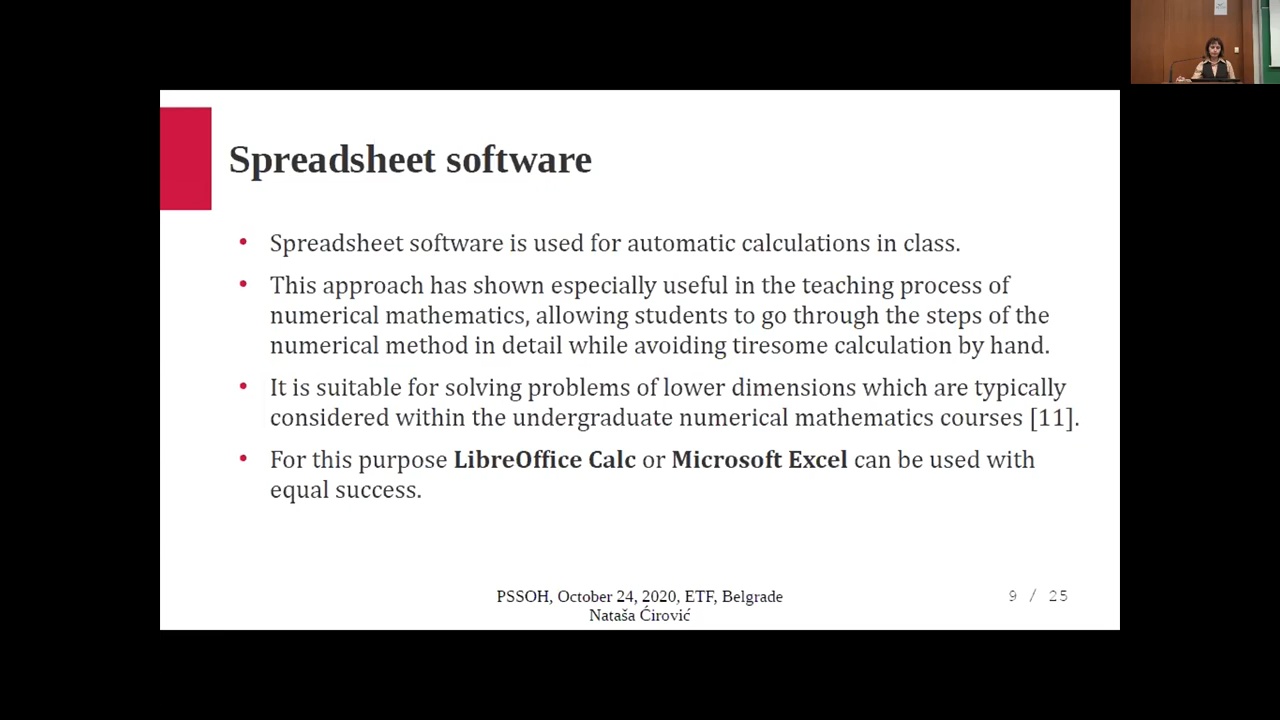 Spreadsheet software
• Spreadsheet software is used for automatic calculations in class.
• This approach has shown especially useful in the teaching process of
numerical mathematics, allowing students to go through the steps of the
numerical method in detail while avoiding tiresome calculation by hand.
• It is suitable for solving problems of lower dimensions which are typically
considered within the undergraduate numerical mathematics courses [11].
• For this purpose LibreOffice Calc or Microsoft Excel can be used with
equal success.
PSSOH, October 24, 2020, ETF, Belgrade
Nataša Ćirović
9 / 25